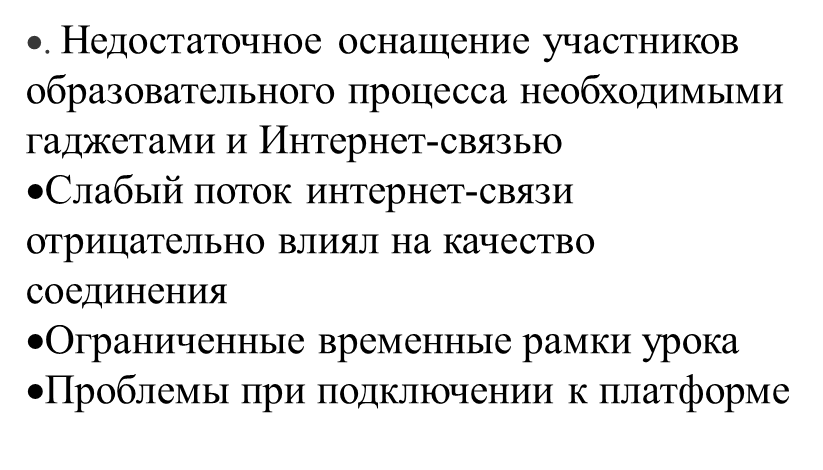 •. Недостаточное оснащение участников
образовательного процесса необходимыми
гаджетами и Интернет-связью
•Слабый поток интернет-связи
отрицательно влиял на качество
соединения
•Ограниченные временные рамки урока
•Проблемы при подключении к платформе